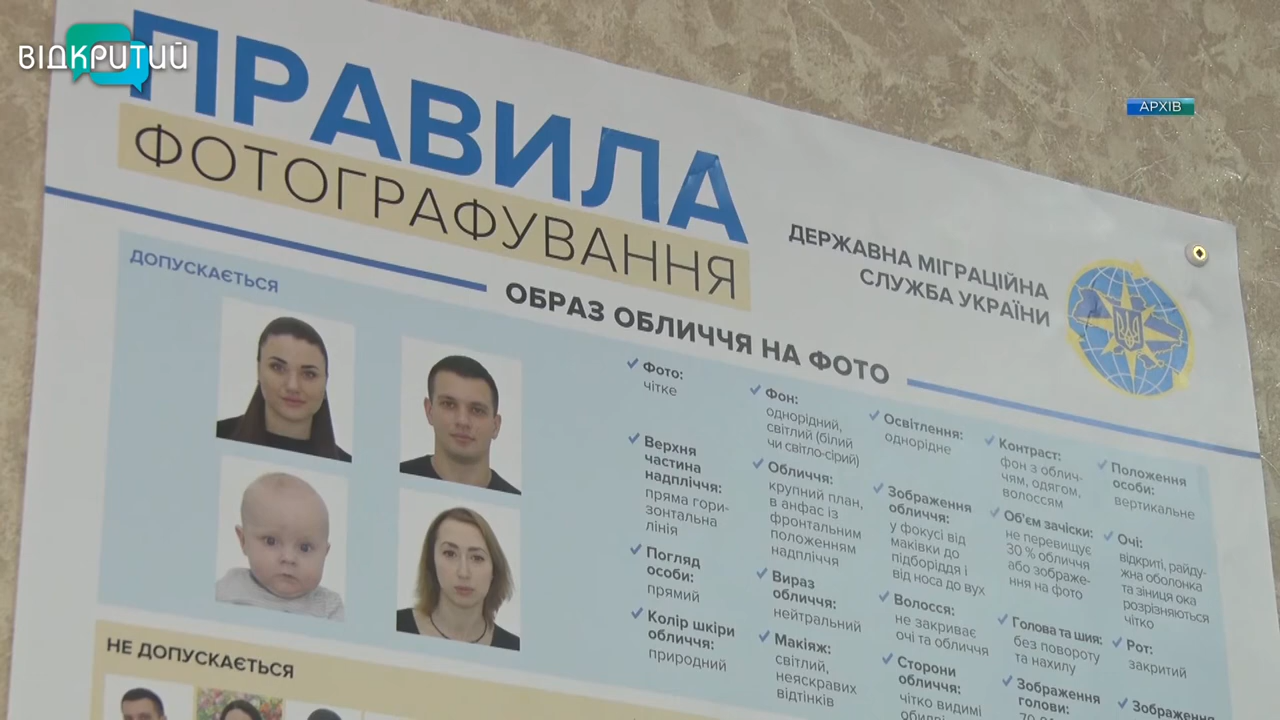 ВІДКРИТИЙ
АРХІВ
ПРАВИЛА
ФОТОГРАФУВАННЯ
ДЕРЖАВНА МІГРАЦІЙНА
СЛУЖБА УКРАЇНИ
ОБРАЗ ОБЛИЧЧЯ НА ФОТО
ДОПУСКАЄТЬСЯ
Фото:
чітке
Верхня
частина
надпліччя:
пряма гори-
зонтальна
лінія
Погляд
особи:
прямий
Колір шкіри
обличчя:
природний
Фон:
однорідний,
світлий (білий
чи світло-сірий)
Обличчя:
крупний план,
в анфас із
фронтальним
положенням
надпліччя
Вираз
обличчя:
нейтральний
Макіяж:
світлий,
неяскравих
відтінків
Освітлення:
однорідне
Зображення
обличчя:
у фокусі від
маківки до
підборіддя і
від носа до вух
Волосся:
не закриває
очі та обличчя
Сторони
обличчя:
чітко видимі
Контраст:
фон з облич-
чям, одягом,
волоссям
Об'єм зачіски:
не перевищує
30 % обличчя
або зображе-
ння на фото
Голова та шия:
без повороту
та нахилу
Зображення
голови:
Положення
особи:
вертикальне
Очі:
відкриті, райду-
жна оболонка
та зіниця ока
розрізняються
чітко
Рот:
закритий
Зображення
НЕ ДОПУСКАЄТЬСЯ